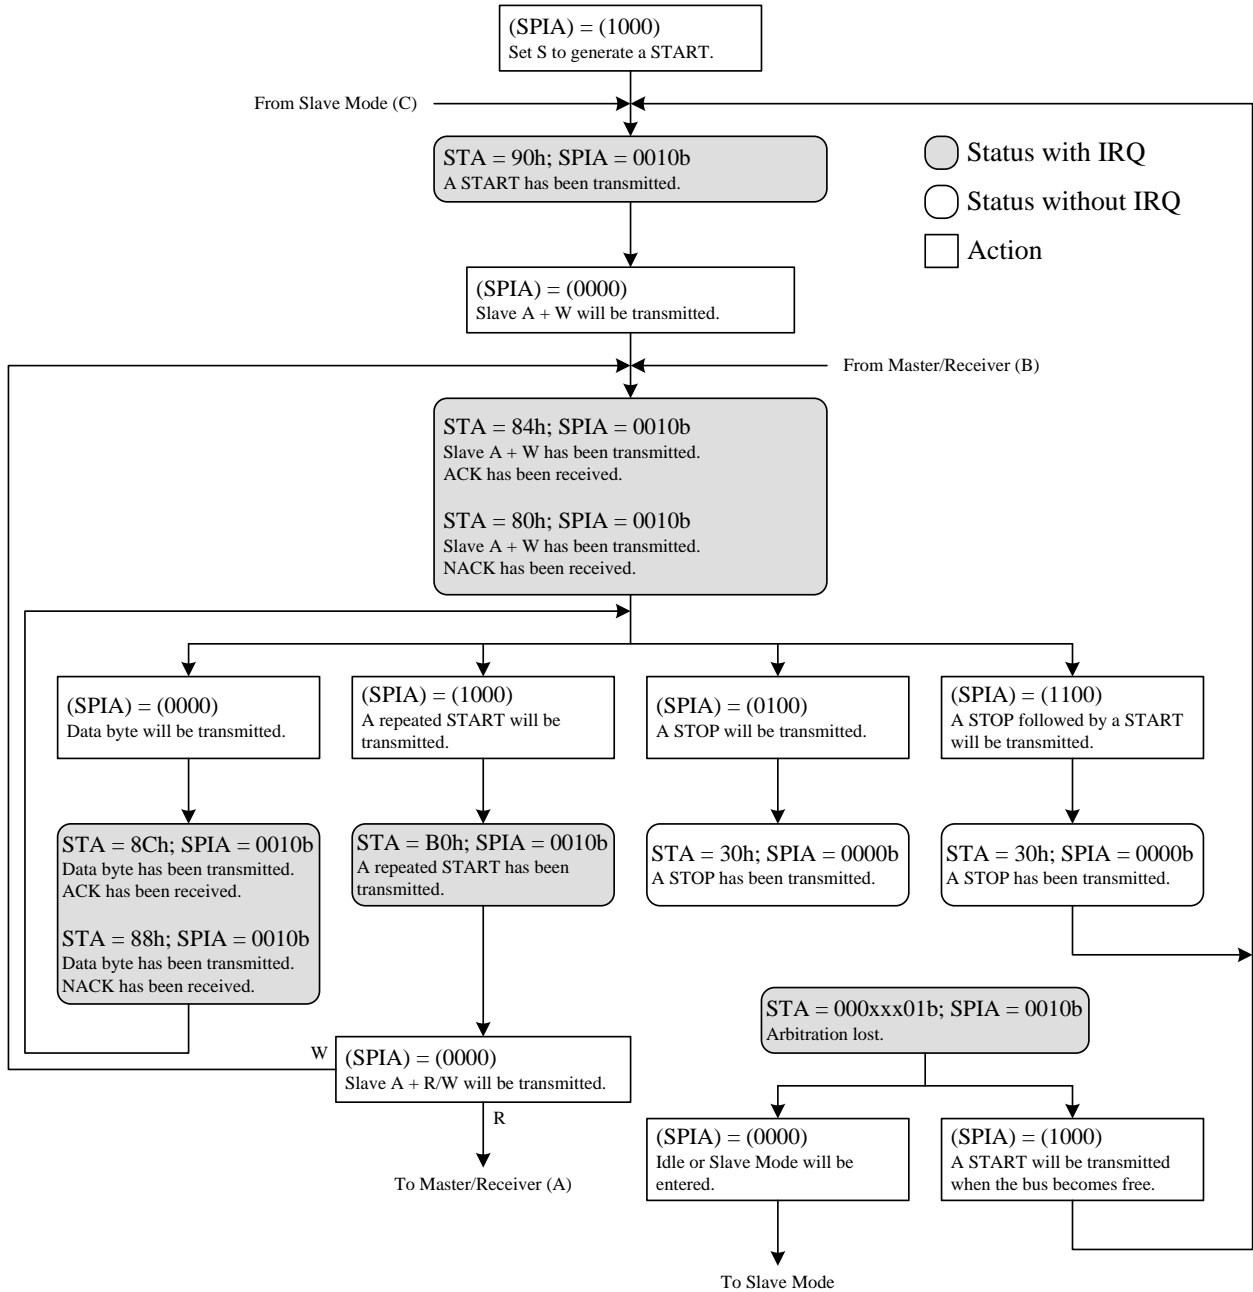 (SPIA) = (1000)
Set S to generate a START.
From Slave Mode (C)
STA = 90h; SPIA = 0010b
A START has been transmitted.
Status with IRQ
Status without IRQ
Action
(SPIA) = (0000)
Slave A + W will be transmitted.
From Master/Receiver (B)
STA = 84h; SPIA = 0010b
Slave A + W has been transmitted.
ACK has been received.
STA = 80h; SPIA = 0010b
Slave A + W has been transmitted.
NACK has been received.
(SPIA) = (0000)
Data byte will be transmitted.
(SPIA) = (1000)
A repeated START will be
transmitted.
(SPIA) = (0100)
A STOP will be transmitted.
(SPIA) = (1100)
A STOP followed by a START
will be transmitted.
STA = 8Ch; SPIA = 0010b
Data byte has been transmitted.
ACK has been received.
STA = 88h; SPIA = 0010b
Data byte has been transmitted.
NACK has been received.
STA = B0h; SPIA = 0010b
A repeated START has been
transmitted.
STA = 30h; SPIA = 0000b
A STOP has been transmitted.
STA = 30h; SPIA = 0000b
A STOP has been transmitted.
STA = 000xxx01b; SPIA = 0010b
Arbitration lost.
W
(SPIA) = (0000)
Slave A + R/W will be transmitted.
R
To Master/Receiver (A)
(SPIA) = (0000)
Idle or Slave Mode will be
entered.
(SPIA) = (1000)
A START will be transmitted
when the bus becomes free.
To Slave Mode